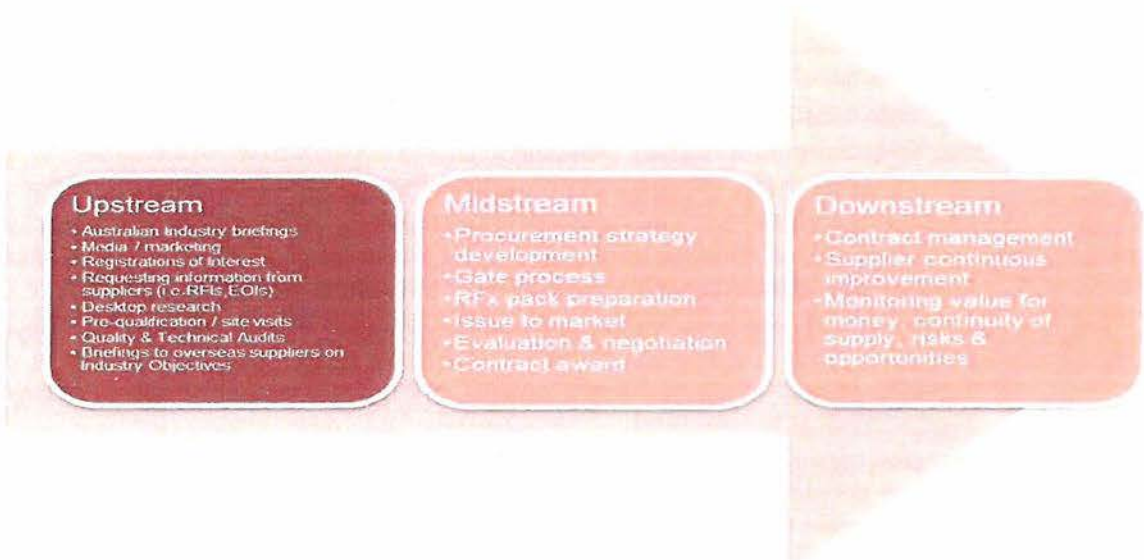 Upstream
• Australian Industry briefings
• Media / marketing
• Registrations of Interest
• Requesting information from
suppliers (i.e. RFIs, EOIs)
• Desktop research
• Pre-qualification / site visits
• Quality & Technical Audits
• Briefings to overseas suppliers on
Industry Objectives
Midstream
• Procurement strategy
development
• Gate process
• RFx pack preparation
• Issue to market
• Evaluation & negotiation
• Contract award
Downstream
• Contract management
• Supplier continuous
improvement
• Monitoring value for
money, continuity of
supply, risks &
opportunities